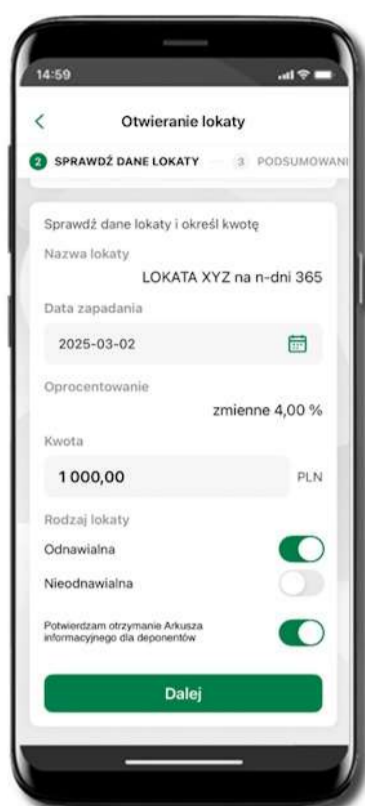 14:59
Otwieranie lokaty
2 SPRAWDŹ DANE LOKATY 3 PODSUMOWANI
Sprawdź dane lokaty i określ kwotę
Nazwa lokaty
LOKATA XYZ na n-dni 365
Data zapadania
2025-03-02
Oprocentowanie
zmienne 4,00 %
Kwota
1 000,00 PLN
Rodzaj lokaty
Odnawialna
Nieodnawialna
Potwierdzam otrzymanie Arkusza
informacyjnego dla deponentów
Dalej